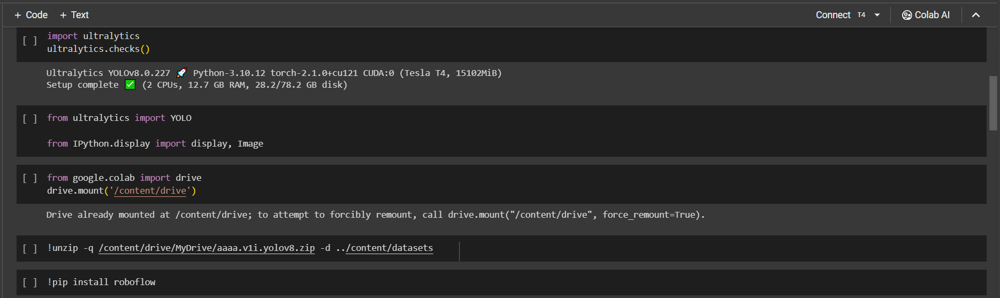 + Code + Text Connect T4 Colab AI
[ ] import ultralytics
ultralytics.checks()
Ultralytics YOLOv8.0.227 🚀 Python-3.10.12 torch-2.1.0+cu121 CUDA:0 (Tesla T4, 15102MiB)
Setup complete ✅ (2 CPUs, 12.7 GB RAM, 28.2/78.2 GB disk)
[ ] from ultralytics import YOLO
from IPython.display import display, Image
[ ] from google.colab import drive
drive.mount('/content/drive')
Drive already mounted at /content/drive; to attempt to forcibly remount, call drive.mount("/content/drive", force_remount=True).
[ ] !unzip -q /content/drive/MyDrive/aaaa.v1i.yolov8.zip -d ../content/datasets
[ ] !pip install roboflow